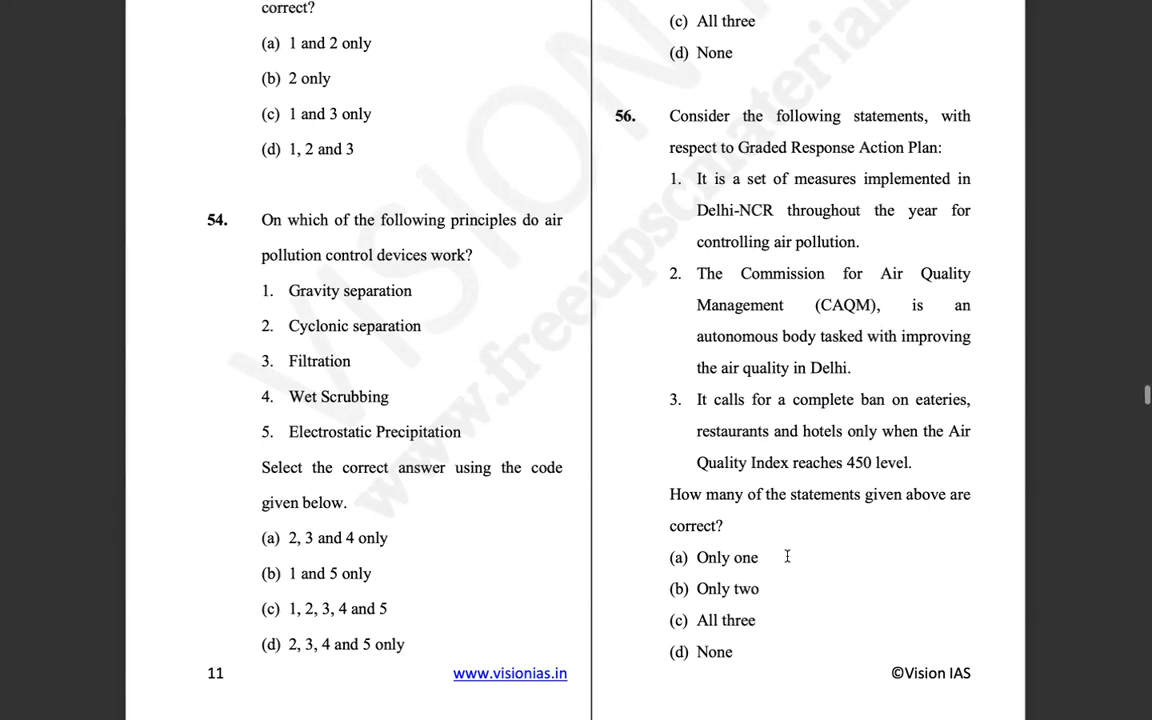 correct?
(a) 1 and 2 only
(b) 2 only
(c) 1 and 3 only
(d) 1, 2 and 3
54. On which of the following principles do air
pollution control devices work?
1. Gravity separation
2. Cyclonic separation
3. Filtration
4. Wet Scrubbing
5. Electrostatic Precipitation
Select the correct answer using the code
given below.
(a) 2, 3 and 4 only
(b) 1 and 5 only
(c) 1, 2, 3, 4 and 5
(d) 2, 3, 4 and 5 only
(c) All three
(d) None
56. Consider the following statements, with
respect to Graded Response Action Plan:
1. It is a set of measures implemented in
Delhi-NCR throughout the year for
controlling air pollution.
2. The Commission for Air Quality
Management (CAQM), is an
autonomous body tasked with improving
the air quality in Delhi.
3. It calls for a complete ban on eateries,
restaurants and hotels only when the Air
Quality Index reaches 450 level.
How many of the statements given above are
correct?
(a) Only one
(b) Only two
(c) All three
(d) None
11 www.visionias.in ©Vision IAS
VISION
www.freeupscmaterial